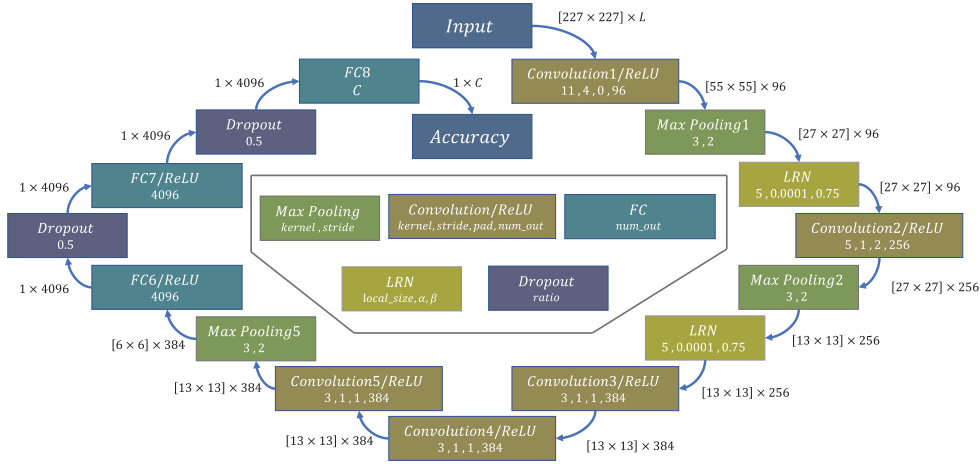 Input
[227 × 227] × L
Convolution1/ReLU
11 , 4 , 0 , 96
[55 × 55] × 96
Max Pooling1
3 , 2
[27 × 27] × 96
LRN
5 , 0.0001 , 0.75
[27 × 27] × 96
Convolution2/ReLU
5 , 1 , 2 , 256
[27 × 27] × 256
Max Pooling2
3 , 2
[13 × 13] × 256
LRN
5 , 0.0001 , 0.75
[13 × 13] × 256
Convolution3/ReLU
3 , 1 , 1 , 384
[13 × 13] × 384
Convolution4/ReLU
3 , 1 , 1 , 384
[13 × 13] × 384
Convolution5/ReLU
3 , 1 , 1 , 384
[13 × 13] × 384
Max Pooling5
3 , 2
[6 × 6] × 384
FC6/ReLU
4096
1 × 4096
Dropout
0.5
1 × 4096
FC7/ReLU
4096
1 × 4096
Dropout
0.5
1 × 4096
FC8
C
1 × C
Accuracy
Max Pooling
kernel , stride
Convolution/ReLU
kernel, stride, pad, num_out
FC
num_out
LRN
local_size, α, β
Dropout
ratio